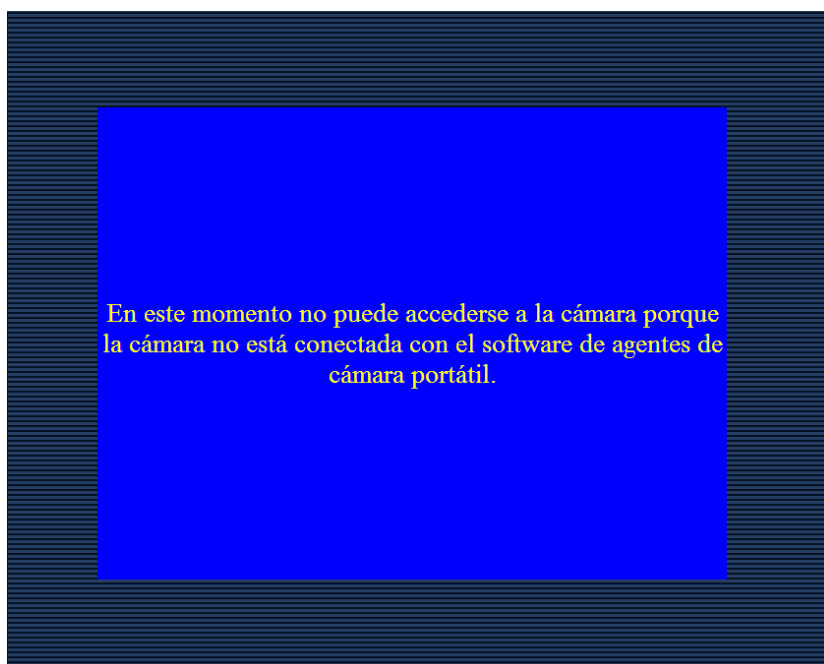 En este momento no puede accederse a la cámara porque
la cámara no está conectada con el software de agentes de
cámara portátil.